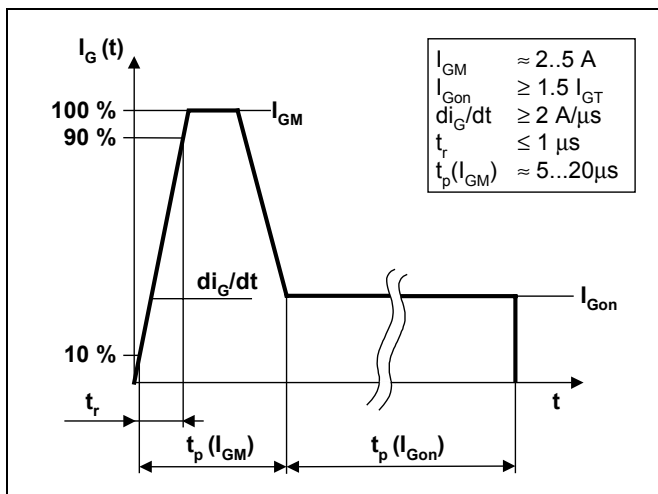 I_G (t)
100 %
90 %
10 %
I_GM
di_G/dt
I_Gon
t
t_r
t_p (I_GM)
t_p (I_Gon)
I_GM ≈ 2..5 A
I_Gon ≥ 1.5 I_GT
di_G/dt ≥ 2 A/µs
t_r ≤ 1 µs
t_p(I_GM) ≈ 5...20µs